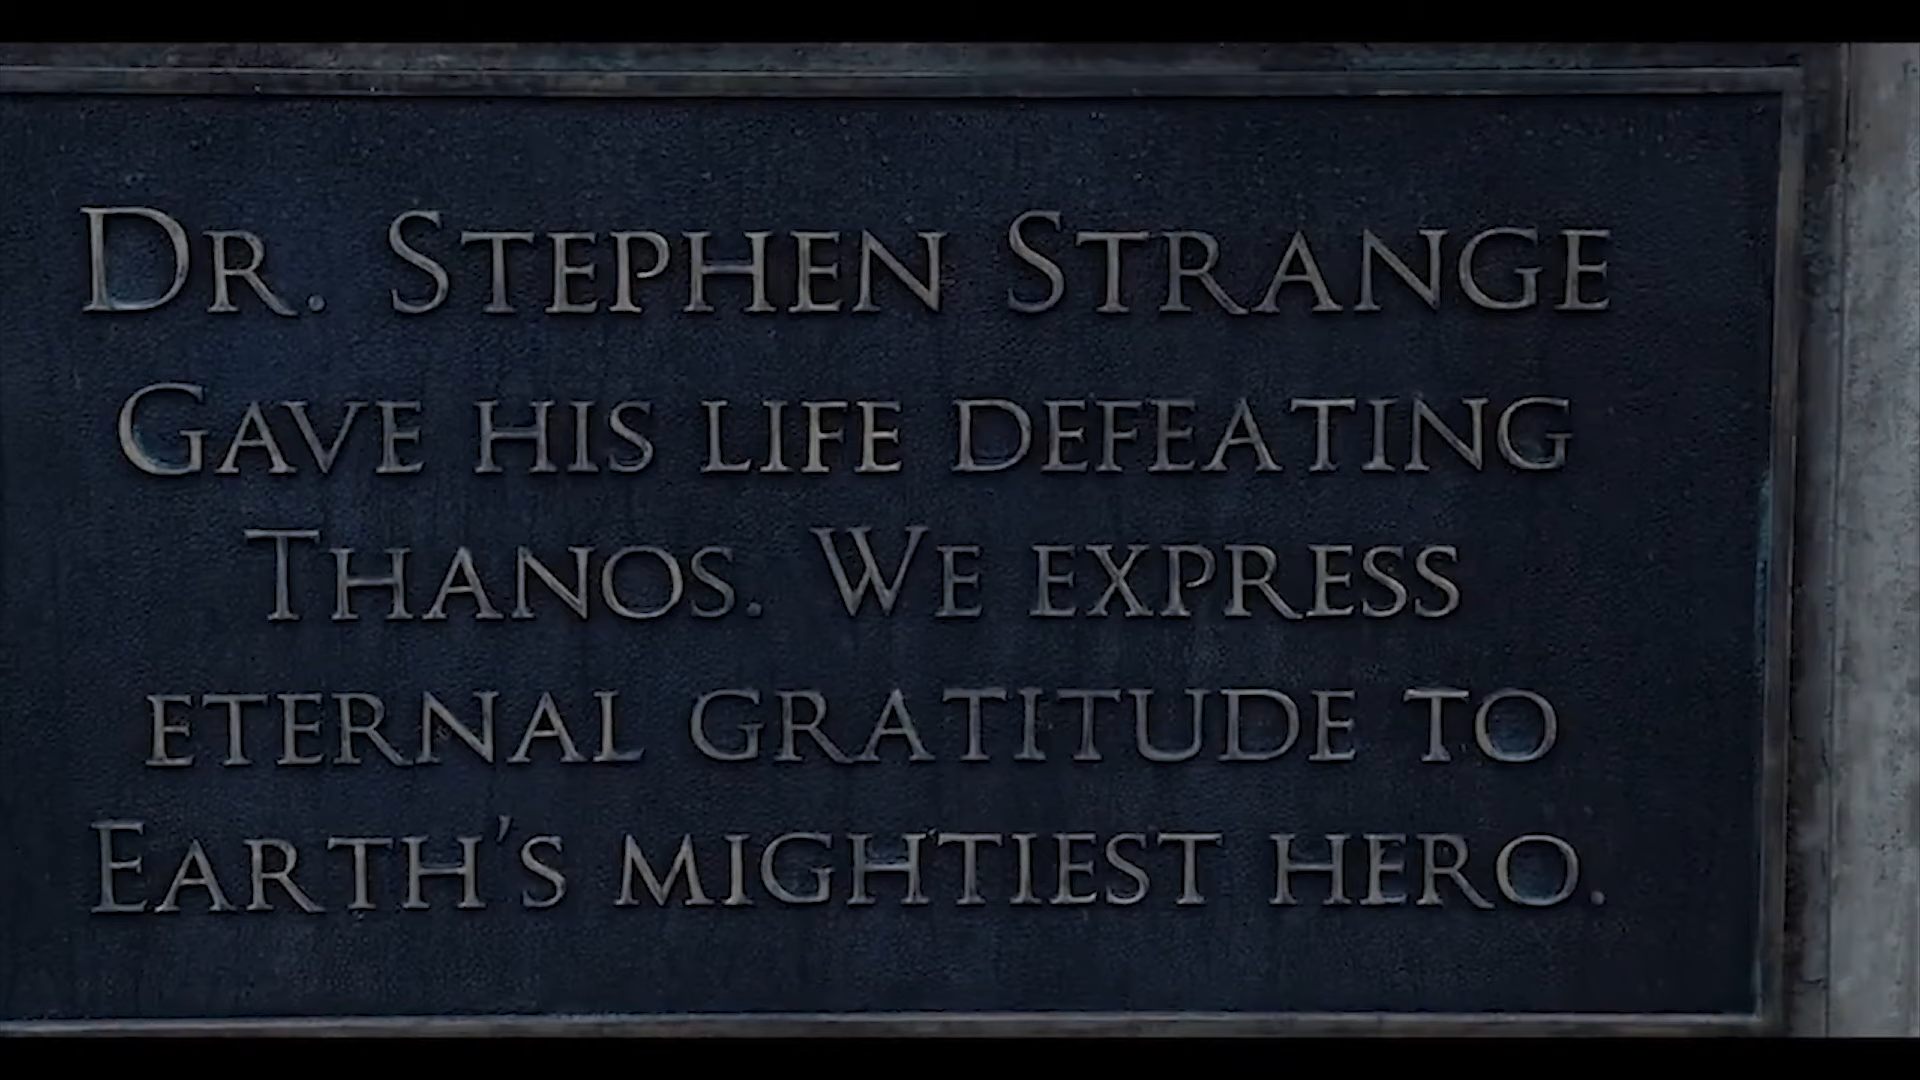 Dr. Stephen Strange
Gave his life defeating
Thanos. We express
eternal gratitude to
Earth's mightiest hero.